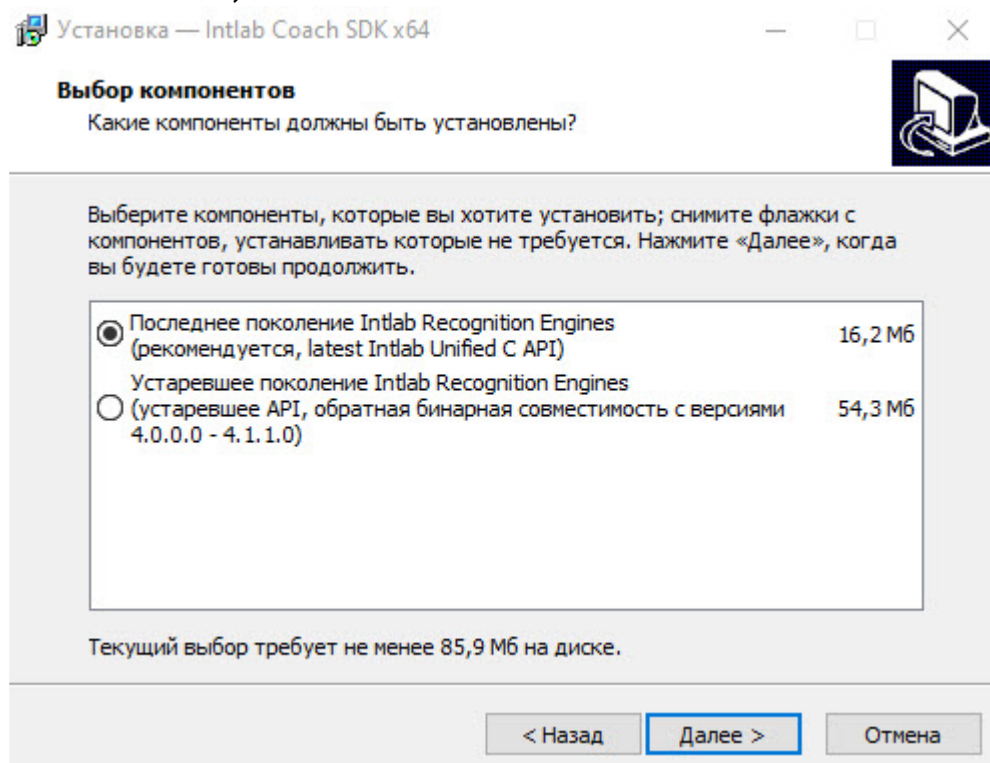 Установка — Intlab Coach SDK x64
Выбор компонентов
Какие компоненты должны быть установлены?
Выберите компоненты, которые вы хотите установить; снимите флажки с
компонентов, устанавливать которые не требуется. Нажмите «Далее», когда
вы будете готовы продолжить.
Последнее поколение Intlab Recognition Engines
(рекомендуется, latest Intlab Unified C API)
16,2 Мб
Устаревшее поколение Intlab Recognition Engines
(устаревшее API, обратная бинарная совместимость с версиями
4.0.0.0 - 4.1.1.0)
54,3 Мб
Текущий выбор требует не менее 85,9 Мб на диске.
< Назад
Далее >
Отмена